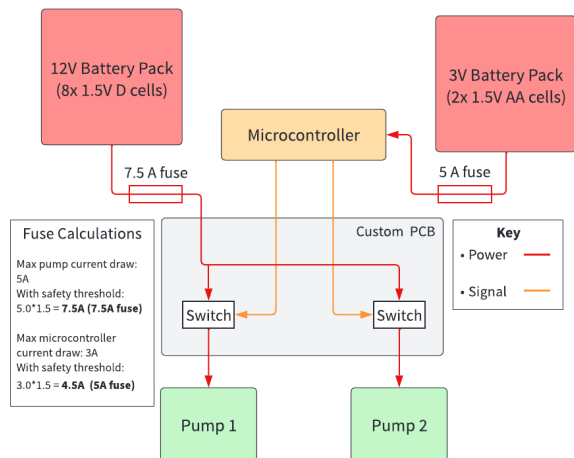 12V Battery Pack
(8x 1.5V D cells)
3V Battery Pack
(2x 1.5V AA cells)
Microcontroller
7.5 A fuse
5 A fuse
Fuse Calculations
Max pump current draw:
5A
With safety threshold:
5.0*1.5 = 7.5A (7.5A fuse)
Max microcontroller
current draw: 3A
With safety threshold:
3.0*1.5 = 4.5A (5A fuse)
Custom PCB
Key
• Power
• Signal
Switch
Switch
Pump 1
Pump 2